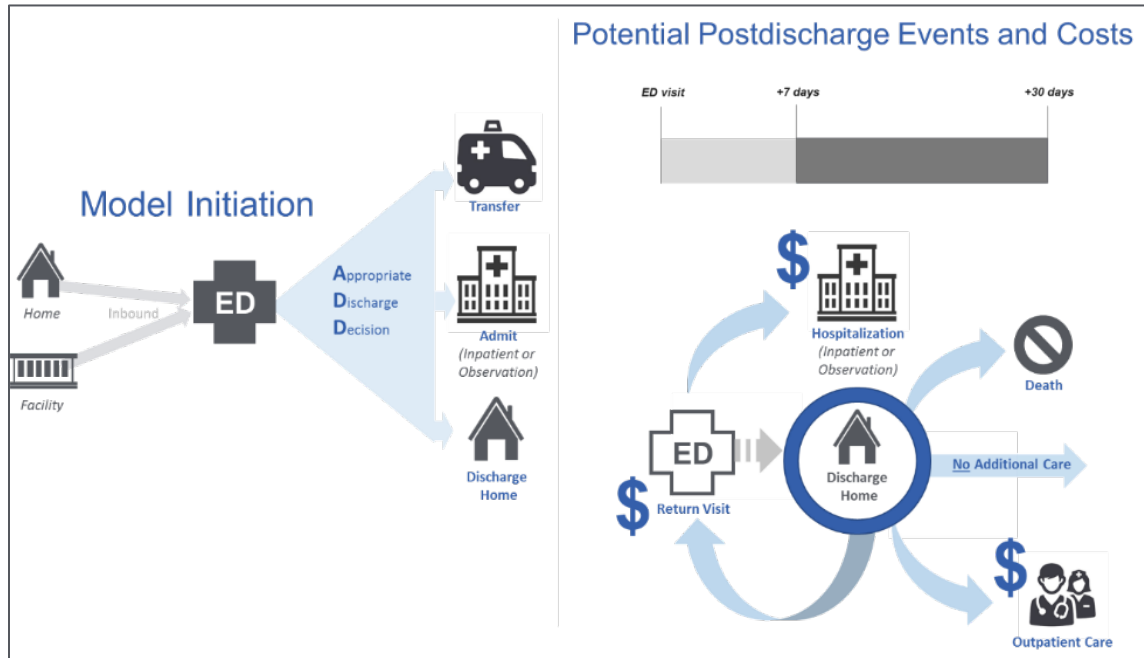 Model Initiation
Home
Inbound
Facility
ED
Appropriate
Discharge
Decision
Transfer
Admit
(Inpatient or
Observation)
Discharge
Home
Potential Postdischarge Events and Costs
ED visit
+7 days
+30 days
$
Hospitalization
(Inpatient or
Observation)
Death
ED
$
Return Visit
Discharge
Home
No Additional Care
$
Outpatient Care